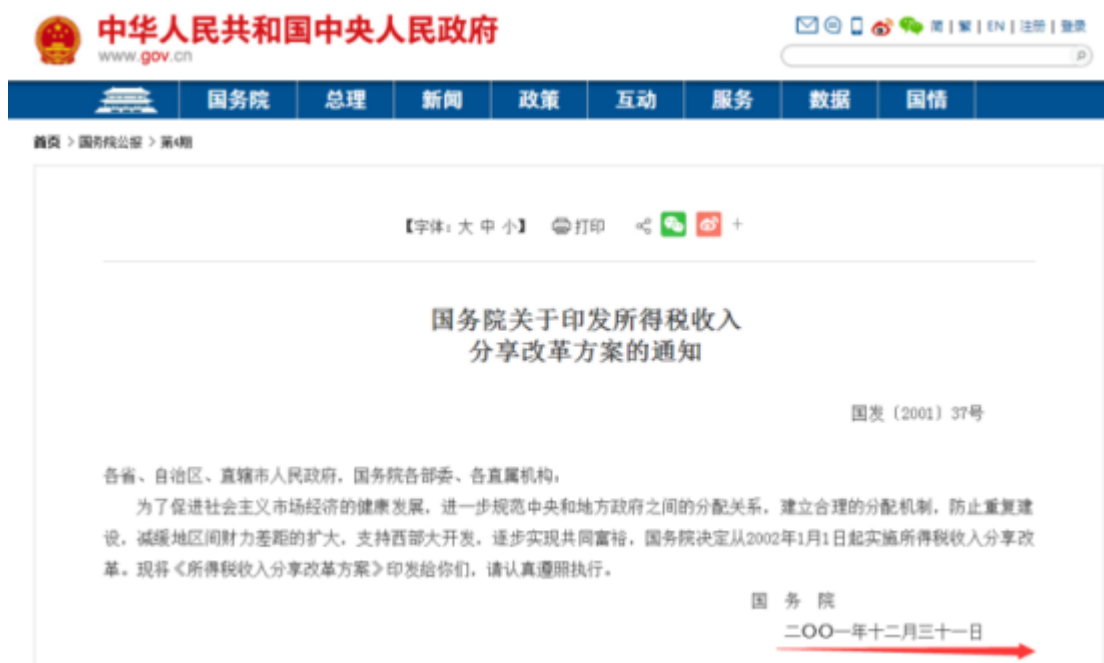 中华人民共和国中央人民政府
www.gov.cn
简 | 繁 | EN | 注册 | 登录
国务院 总理 新闻 政策 互动 服务 数据 国情
首页 > 国务院公报 > 第4期
【字体：大 中 小】 打印 +
国务院关于印发所得税收入
分享改革方案的通知
国发〔2001〕37号
各省、自治区、直辖市人民政府，国务院各部委、各直属机构：
为了促进社会主义市场经济的健康发展，进一步规范中央和地方政府之间的分配关系，建立合理的分配机制，防止重复建
设，减缓地区间财力差距的扩大，支持西部大开发，逐步实现共同富裕，国务院决定从2002年1月1日起实施所得税收入分享改
革。现将《所得税收入分享改革方案》印发给你们，请认真遵照执行。
国 务 院
二〇〇一年十二月三十一日